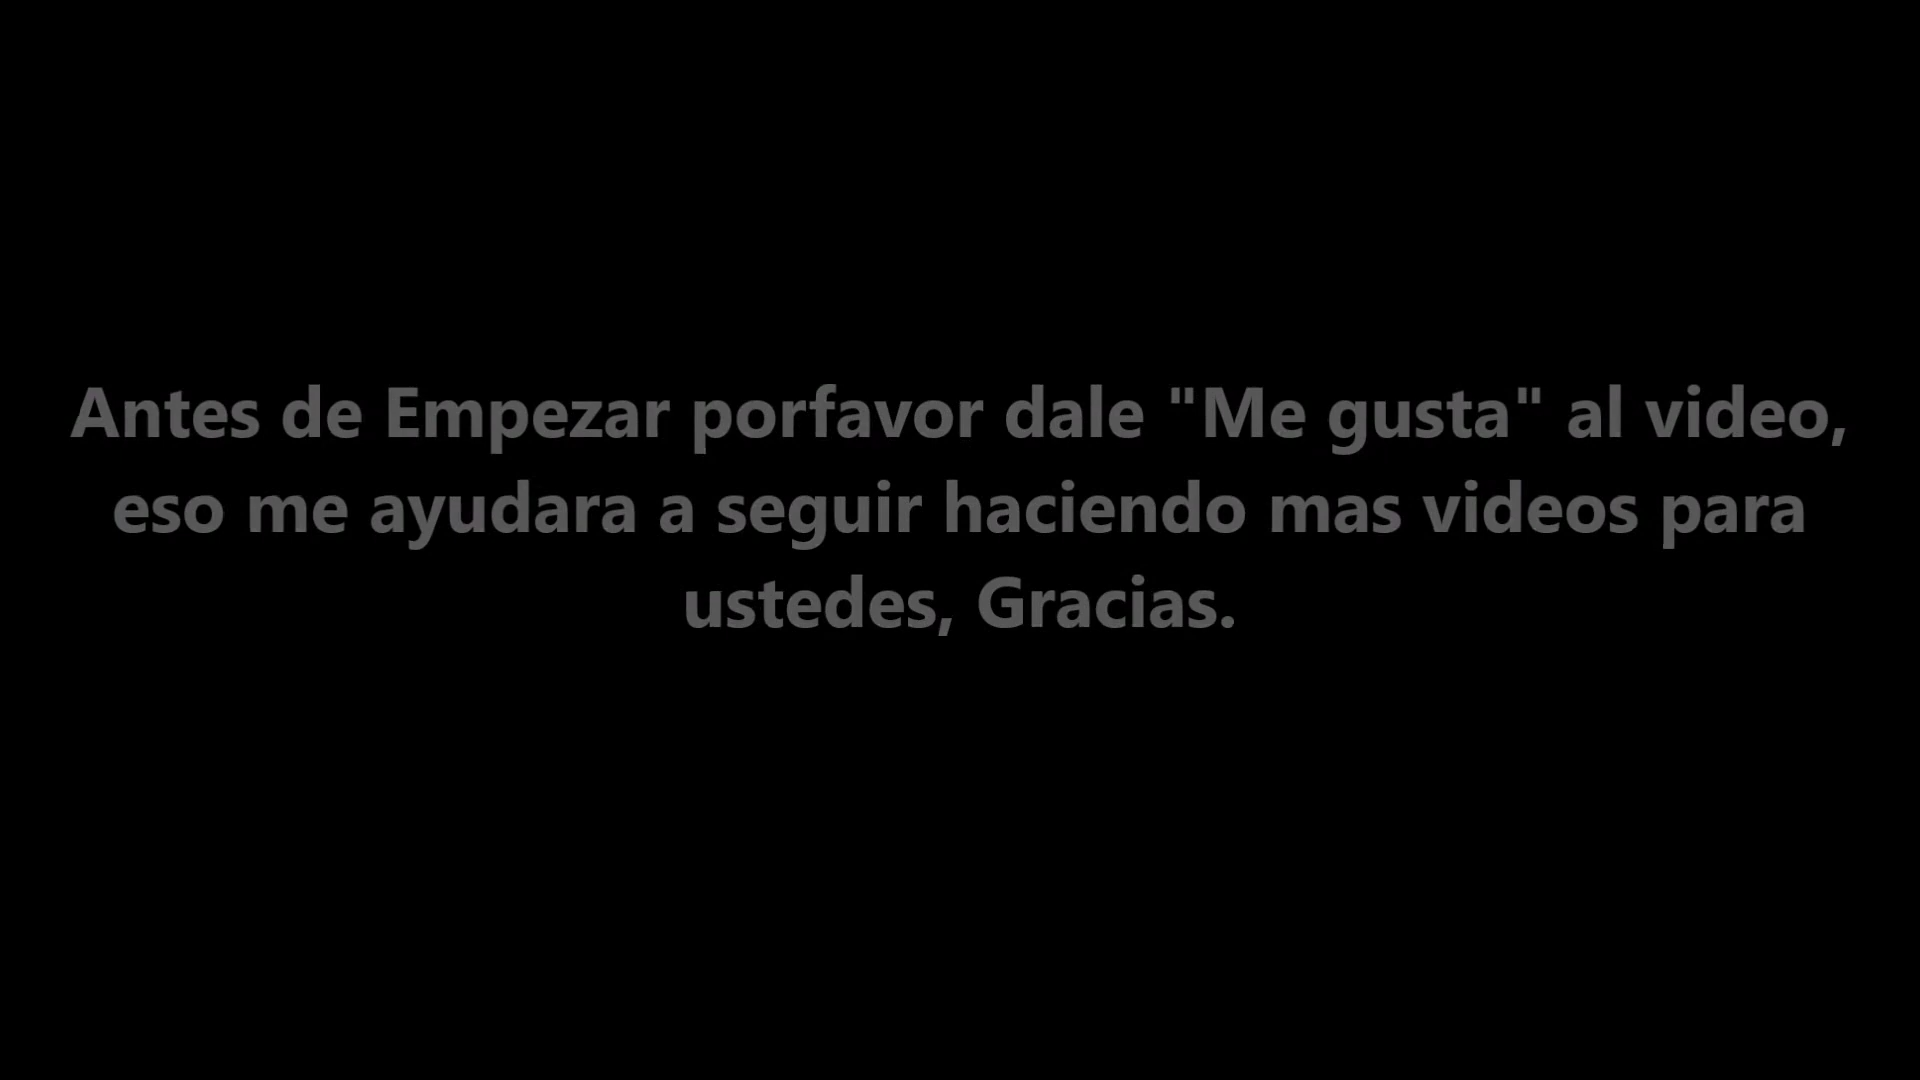 Antes de Empezar porfavor dale "Me gusta" al video,
eso me ayudara a seguir haciendo mas videos para
ustedes, Gracias.